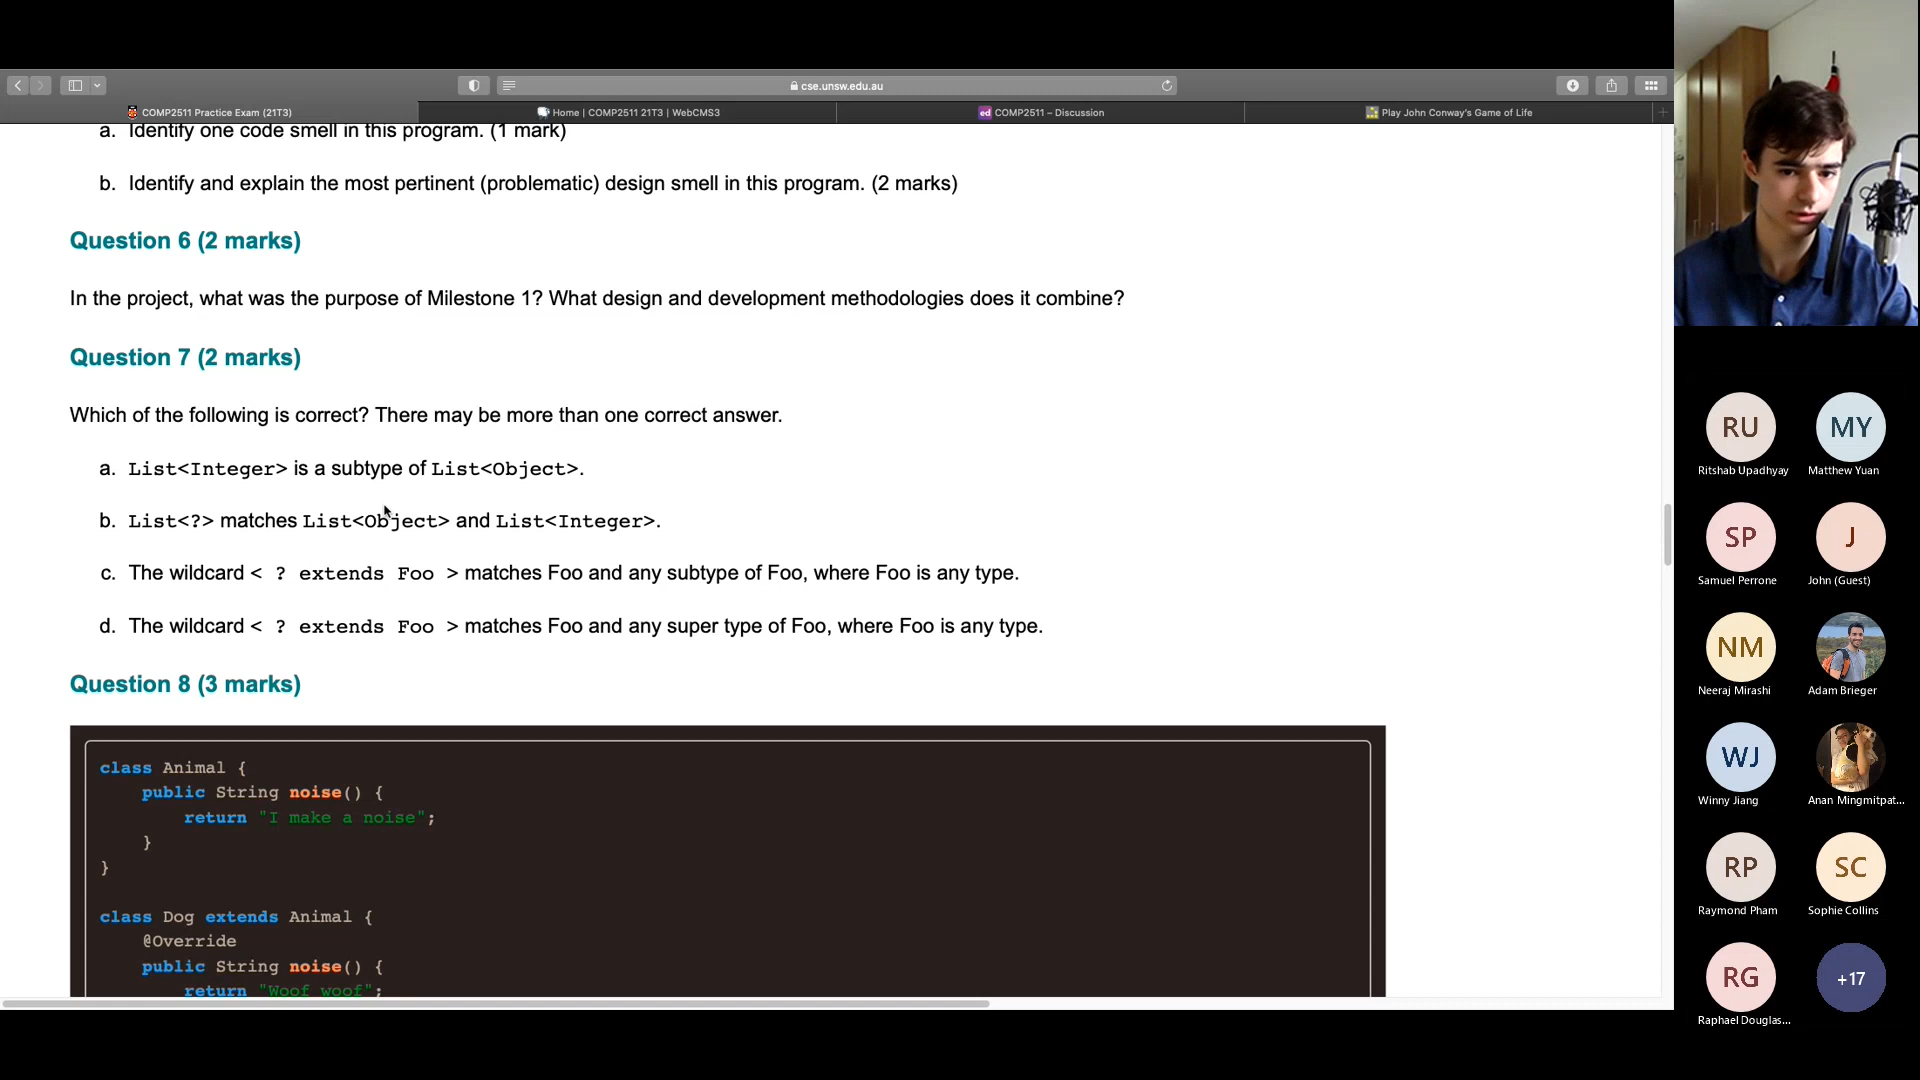 cse.unsw.edu.au
COMP2511 Practice Exam (21T3)
Home | COMP2511 21T3 | WebCMS3
ed COMP2511 – Discussion
Play John Conway's Game of Life
a. Identify one code smell in this program. (1 mark)
b. Identify and explain the most pertinent (problematic) design smell in this program. (2 marks)
Question 6 (2 marks)
In the project, what was the purpose of Milestone 1? What design and development methodologies does it combine?
Question 7 (2 marks)
Which of the following is correct? There may be more than one correct answer.
a. List<Integer> is a subtype of List<Object>.
b. List<?> matches List<Object> and List<Integer>.
c. The wildcard < ? extends Foo > matches Foo and any subtype of Foo, where Foo is any type.
d. The wildcard < ? extends Foo > matches Foo and any super type of Foo, where Foo is any type.
Question 8 (3 marks)
class Animal {
public String noise() {
return "I make a noise";
}
}
class Dog extends Animal {
@Override
public String noise() {
return "Woof woof";
RU
Ritshab Upadhyay
MY
Matthew Yuan
SP
Samuel Perrone
J
John (Guest)
NM
Neeraj Mirashi
Adam Brieger
WJ
Winny Jiang
Anan Mingmitpat...
RP
Raymond Pham
SC
Sophie Collins
RG
Raphael Douglas...
+17